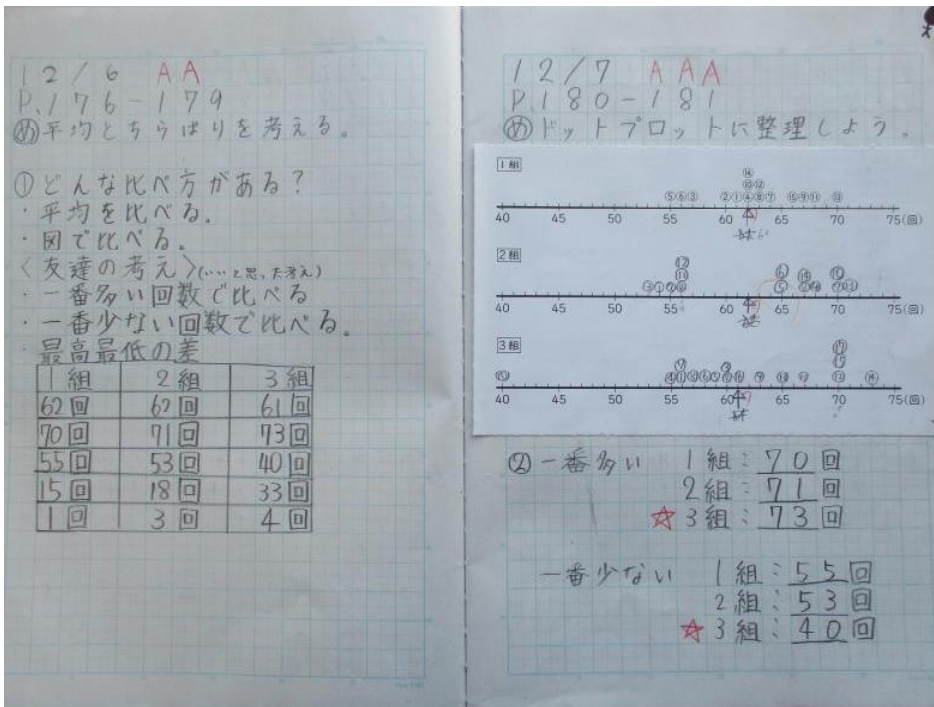 12/6 AA
P.176-179
め 平均とちらばりを考える。
①どんな比べ方がある?
・平均を比べる。
・図で比べる。
〈友達の考え〉(いいと思った考え)
・一番多い回数で比べる
・一番少ない回数で比べる。
・最高最低の差
1組 2組 3組
62回 62回 61回
70回 71回 73回
55回 53回 40回
15回 18回 33回
1回 3回 4回
12/7 AAA
P.180-181
め ドットプロットに整理しよう。
1組
40 45 50 55 60 65 70 75(回)
2組
40 45 50 55 60 65 70 75(回)
3組
40 45 50 55 60 65 70 75(回)
② 一番多い 1組:70回
2組:71回
☆3組:73回
一番少ない 1組:55回
2組:53回
☆3組:40回